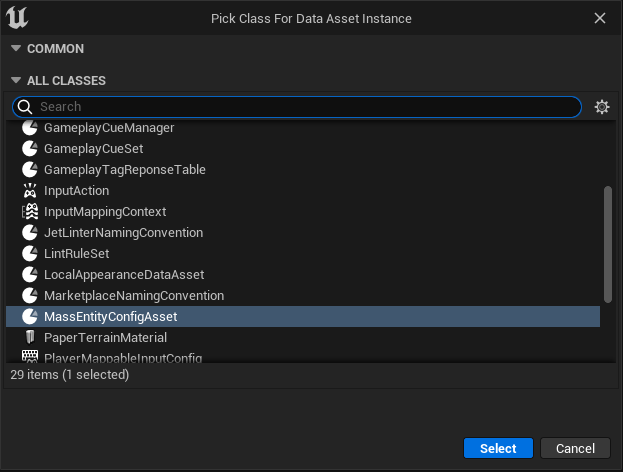 Pick Class For Data Asset Instance
COMMON
ALL CLASSES
Search
GameplayCueManager
GameplayCueSet
GameplayTagReponseTable
InputAction
InputMappingContext
JetLinterNamingConvention
LintRuleSet
LocalAppearanceDataAsset
MarketplaceNamingConvention
MassEntityConfigAsset
PaperTerrainMaterial
PlayerMappableInputConfig
29 items (1 selected)
Select Cancel